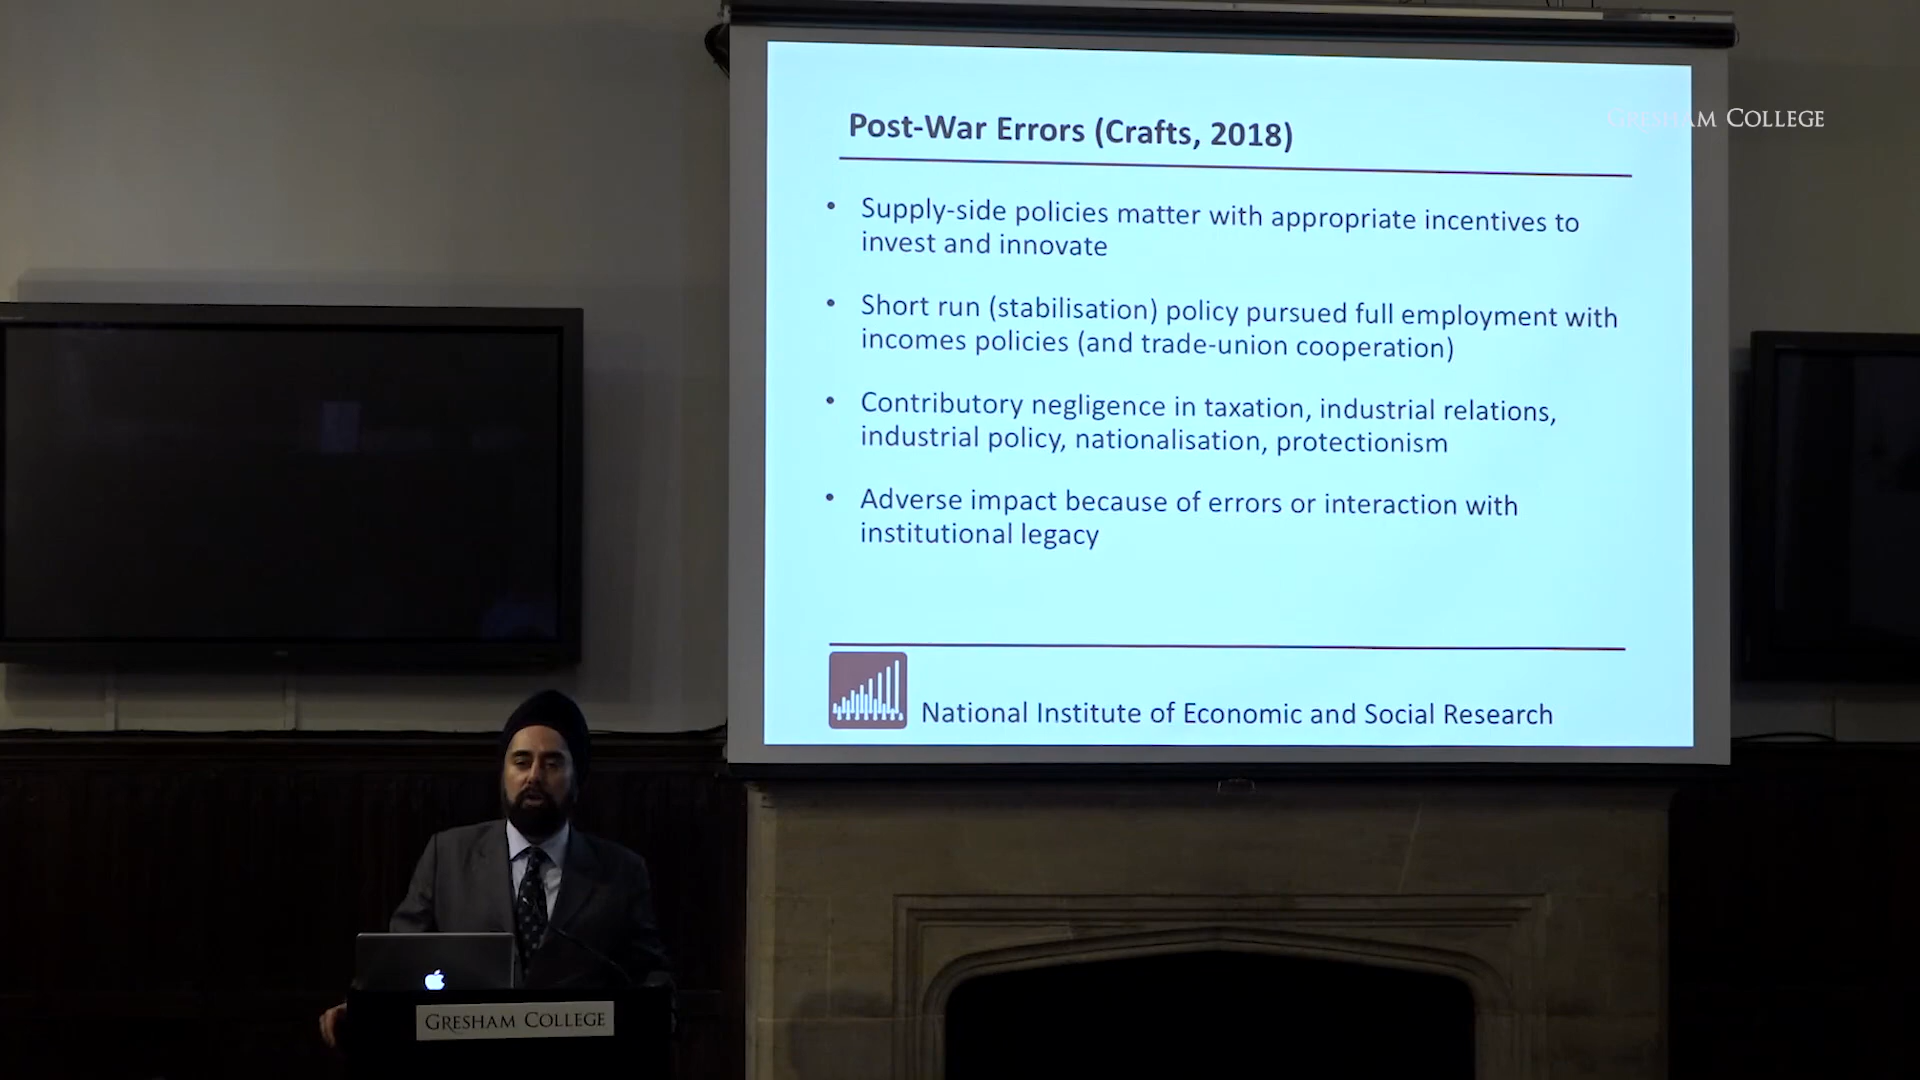 Post-War Errors (Crafts, 2018)
GRESHAM COLLEGE
• Supply-side policies matter with appropriate incentives to
invest and innovate
• Short run (stabilisation) policy pursued full employment with
incomes policies (and trade-union cooperation)
• Contributory negligence in taxation, industrial relations,
industrial policy, nationalisation, protectionism
• Adverse impact because of errors or interaction with
institutional legacy
National Institute of Economic and Social Research
GRESHAM COLLEGE